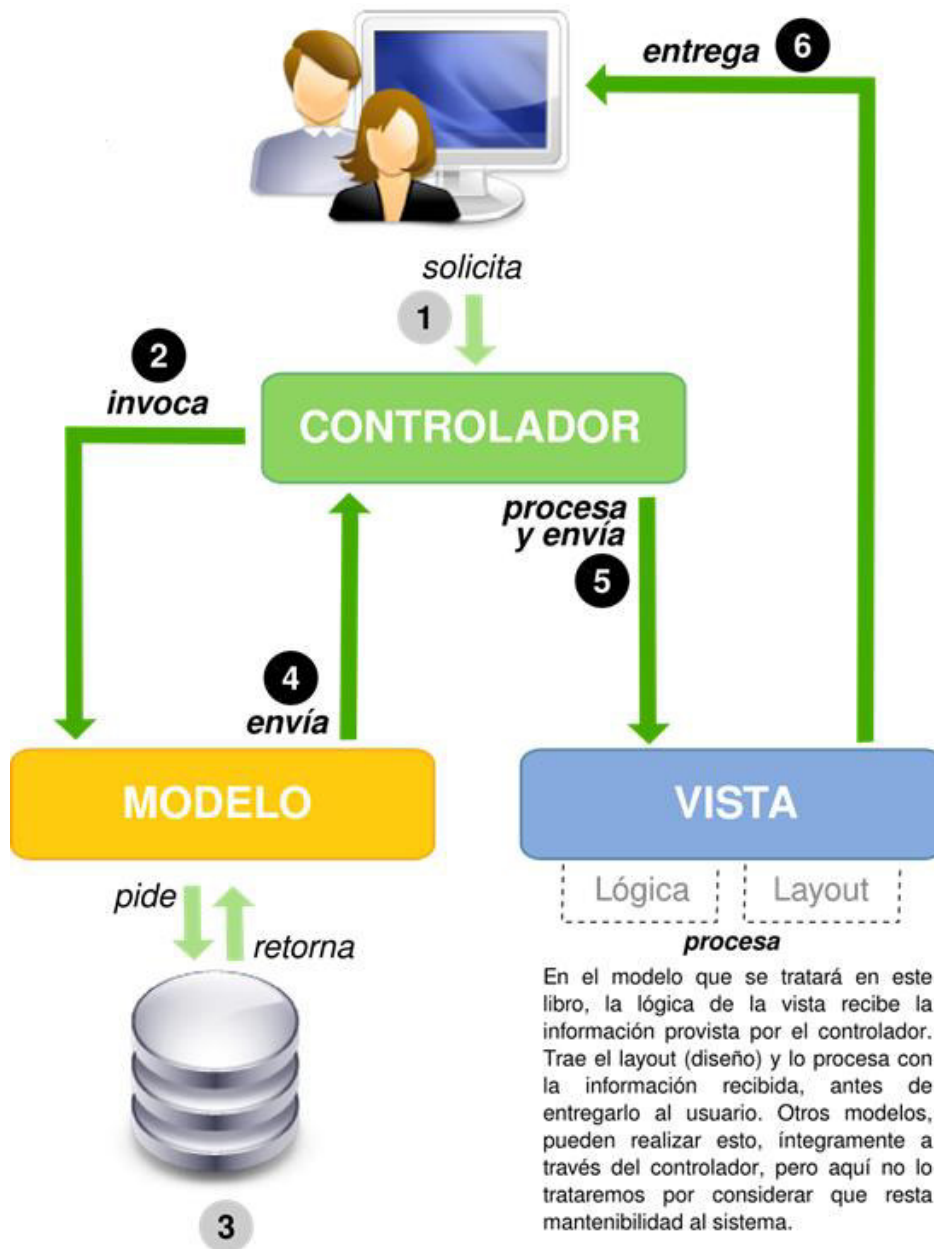 entrega 6
solicita
1
2
invoca
CONTROLADOR
procesa
y envía
5
4
envía
MODELO
VISTA
pide
retorna
3
Lógica
Layout
procesa
En el modelo que se tratará en este
libro, la lógica de la vista recibe la
información provista por el controlador.
Trae el layout (diseño) y lo procesa con
la información recibida, antes de
entregarlo al usuario. Otros modelos,
pueden realizar esto, íntegramente a
través del controlador, pero aquí no lo
trataremos por considerar que resta
mantenibilidad al sistema.